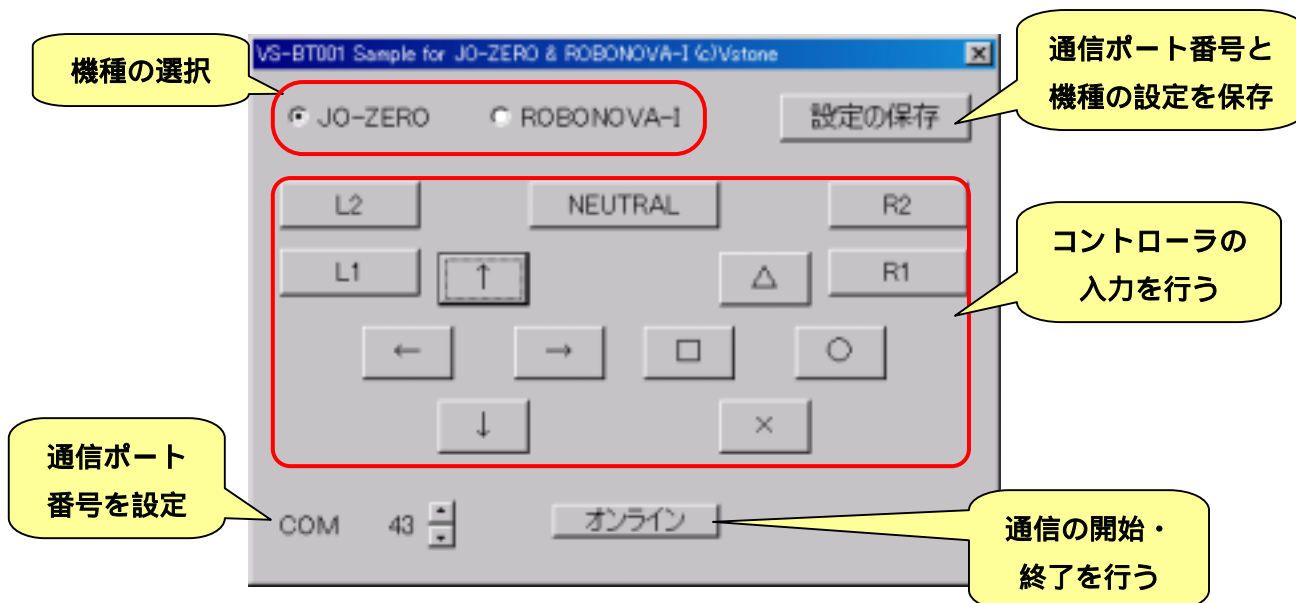 VS-BT001 Sample for JO-ZERO & ROBONOVA-I (c)Vstone
機種の選択
通信ポート番号と
機種の設定を保存
JO-ZERO
ROBONOVA-I
設定の保存
L2
NEUTRAL
R2
L1
↑
△
R1
コントローラの
入力を行う
←
→
□
○
↓
×
通信ポート
番号を設定
COM 43
オンライン
通信の開始・
終了を行う